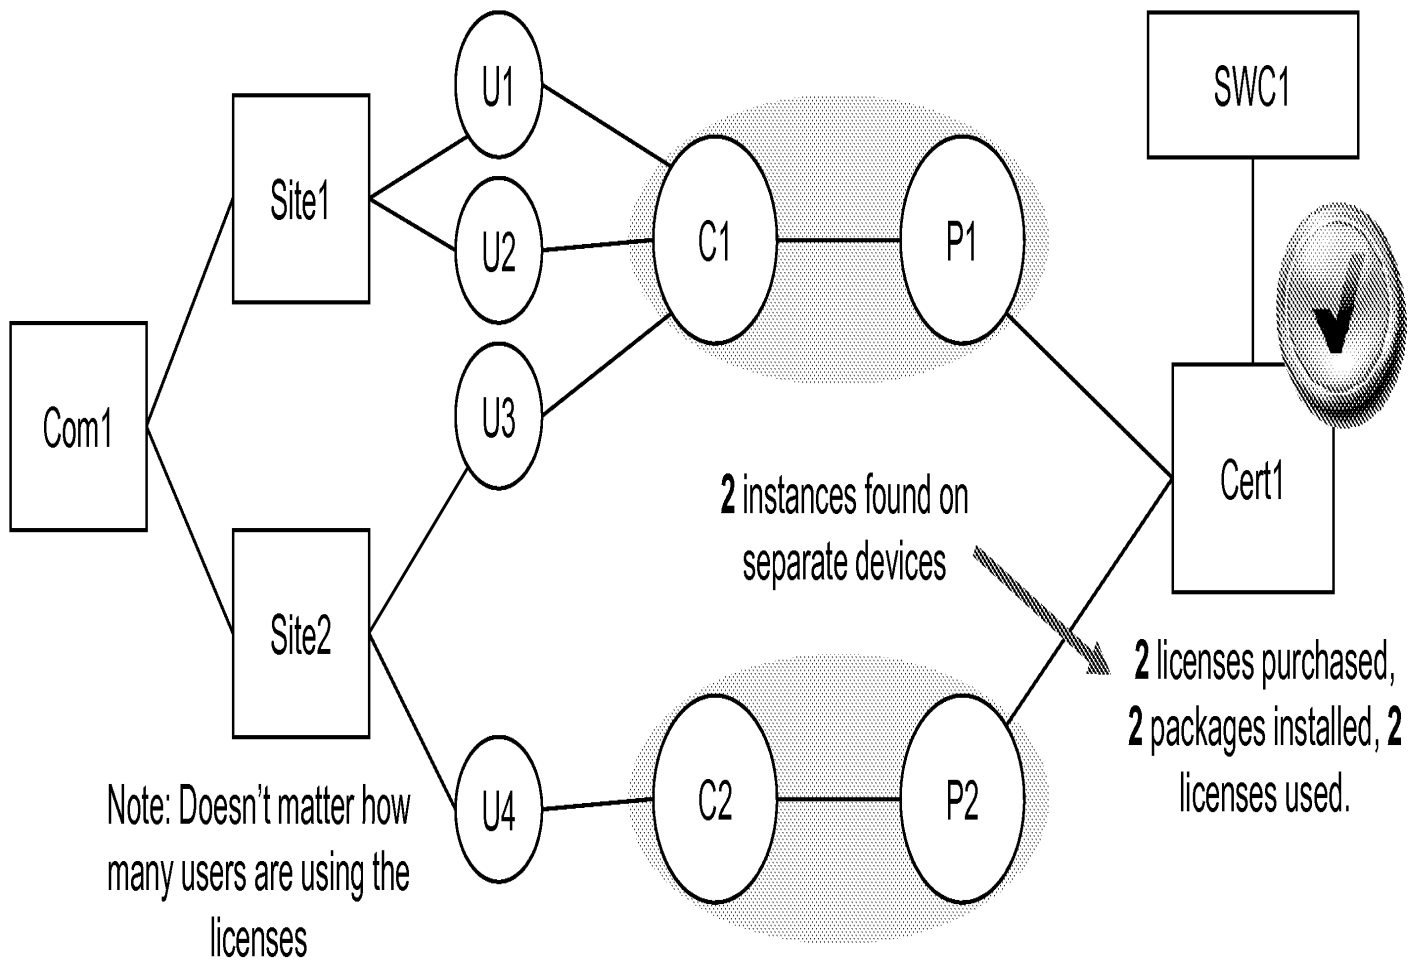 U1
SWC1
Site1
U2
C1
P1
U3
Com1
Cert1
2 instances found on
separate devices
Site2
2 licenses purchased,
2 packages installed, 2
licenses used.
U4
C2
P2
Note: Doesn't matter how
many users are using the
licenses